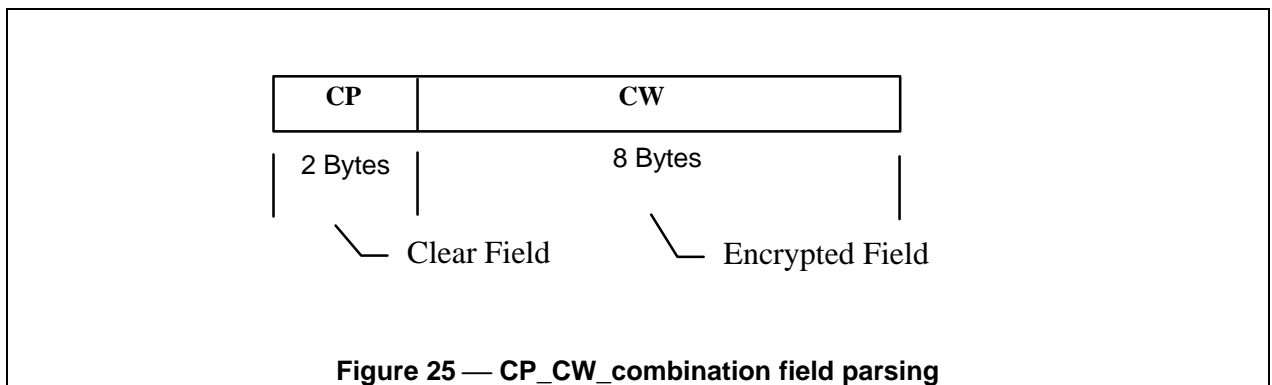 CP CW
2 Bytes 8 Bytes
Clear Field Encrypted Field
Figure 25 — CP_CW_combination field parsing